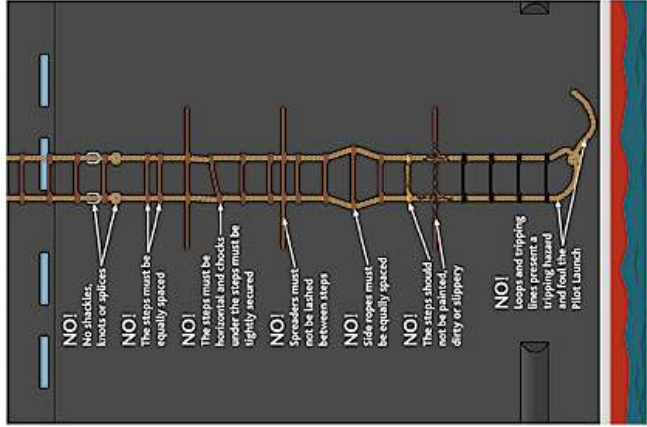 NO!
No shackles,
knots or splices
NO!
The steps must be
equally spaced
NO!
The steps must be
horizontal and chocks
under the steps must be
tightly secured
NO!
Spreaders must
not be lashed
between steps
NO!
Side ropes must
be equally spaced
NO!
The steps should
not be painted,
dirty or slippery
NO!
Loops and tripping
lines present a
tripping hazard
and foul the
Pilot Launch